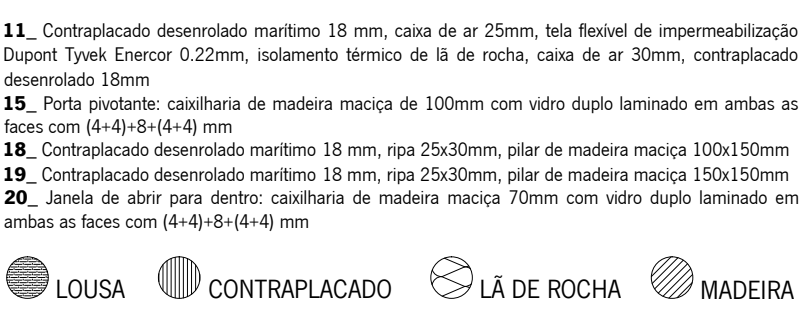 11_ Contraplacado desenrolado marítimo 18 mm, caixa de ar 25mm, tela flexível de impermeabilização
Dupont Tyvek Enercor 0.22mm, isolamento térmico de lã de rocha, caixa de ar 30mm, contraplacado
desenrolado 18mm
15_ Porta pivotante: caixilharia de madeira maciça de 100mm com vidro duplo laminado em ambas as
faces com (4+4)+8+(4+4) mm
18_ Contraplacado desenrolado marítimo 18 mm, ripa 25x30mm, pilar de madeira maciça 100x150mm
19_ Contraplacado desenrolado marítimo 18 mm, ripa 25x30mm, pilar de madeira maciça 150x150mm
20_ Janela de abrir para dentro: caixilharia de madeira maciça 70mm com vidro duplo laminado em
ambas as faces com (4+4)+8+(4+4) mm
LOUSA CONTRAPLACADO LÃ DE ROCHA MADEIRA